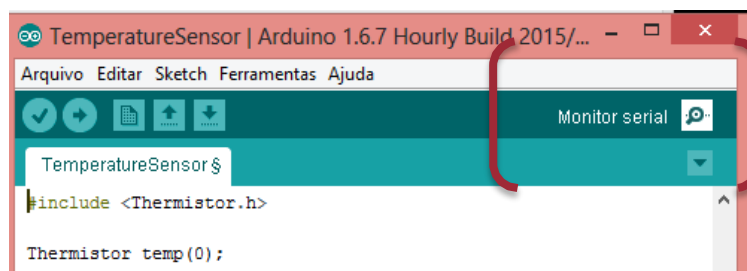 TemperatureSensor | Arduino 1.6.7 Hourly Build 2015/...
Arquivo Editar Sketch Ferramentas Ajuda
Monitor serial
TemperatureSensor §
#include <Thermistor.h>
Thermistor temp(0);